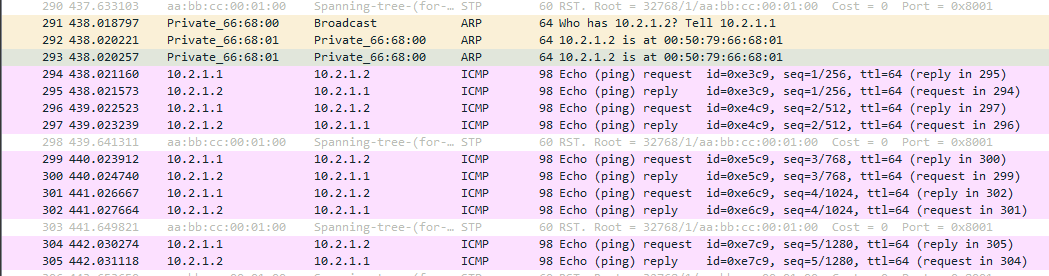 290 437.633103 aa:bb:cc:00:01:00 Spanning-tree-(for-… STP 60 RST. Root = 32768/1/aa:bb:cc:00:01:00 Cost = 0 Port = 0x8001
291 438.018797 Private_66:68:00 Broadcast ARP 64 Who has 10.2.1.2? Tell 10.2.1.1
292 438.020221 Private_66:68:01 Private_66:68:00 ARP 64 10.2.1.2 is at 00:50:79:66:68:01
293 438.020257 Private_66:68:01 Private_66:68:00 ARP 64 10.2.1.2 is at 00:50:79:66:68:01
294 438.021160 10.2.1.1 10.2.1.2 ICMP 98 Echo (ping) request id=0xe3c9, seq=1/256, ttl=64 (reply in 295)
295 438.021573 10.2.1.2 10.2.1.1 ICMP 98 Echo (ping) reply id=0xe3c9, seq=1/256, ttl=64 (request in 294)
296 439.022523 10.2.1.1 10.2.1.2 ICMP 98 Echo (ping) request id=0xe4c9, seq=2/512, ttl=64 (reply in 297)
297 439.023239 10.2.1.2 10.2.1.1 ICMP 98 Echo (ping) reply id=0xe4c9, seq=2/512, ttl=64 (request in 296)
298 439.641311 aa:bb:cc:00:01:00 Spanning-tree-(for-… STP 60 RST. Root = 32768/1/aa:bb:cc:00:01:00 Cost = 0 Port = 0x8001
299 440.023912 10.2.1.1 10.2.1.2 ICMP 98 Echo (ping) request id=0xe5c9, seq=3/768, ttl=64 (reply in 300)
300 440.024740 10.2.1.2 10.2.1.1 ICMP 98 Echo (ping) reply id=0xe5c9, seq=3/768, ttl=64 (request in 299)
301 441.026667 10.2.1.1 10.2.1.2 ICMP 98 Echo (ping) request id=0xe6c9, seq=4/1024, ttl=64 (reply in 302)
302 441.027664 10.2.1.2 10.2.1.1 ICMP 98 Echo (ping) reply id=0xe6c9, seq=4/1024, ttl=64 (request in 301)
303 441.649821 aa:bb:cc:00:01:00 Spanning-tree-(for-… STP 60 RST. Root = 32768/1/aa:bb:cc:00:01:00 Cost = 0 Port = 0x8001
304 442.030274 10.2.1.1 10.2.1.2 ICMP 98 Echo (ping) request id=0xe7c9, seq=5/1280, ttl=64 (reply in 305)
305 442.031118 10.2.1.2 10.2.1.1 ICMP 98 Echo (ping) reply id=0xe7c9, seq=5/1280, ttl=64 (request in 304)